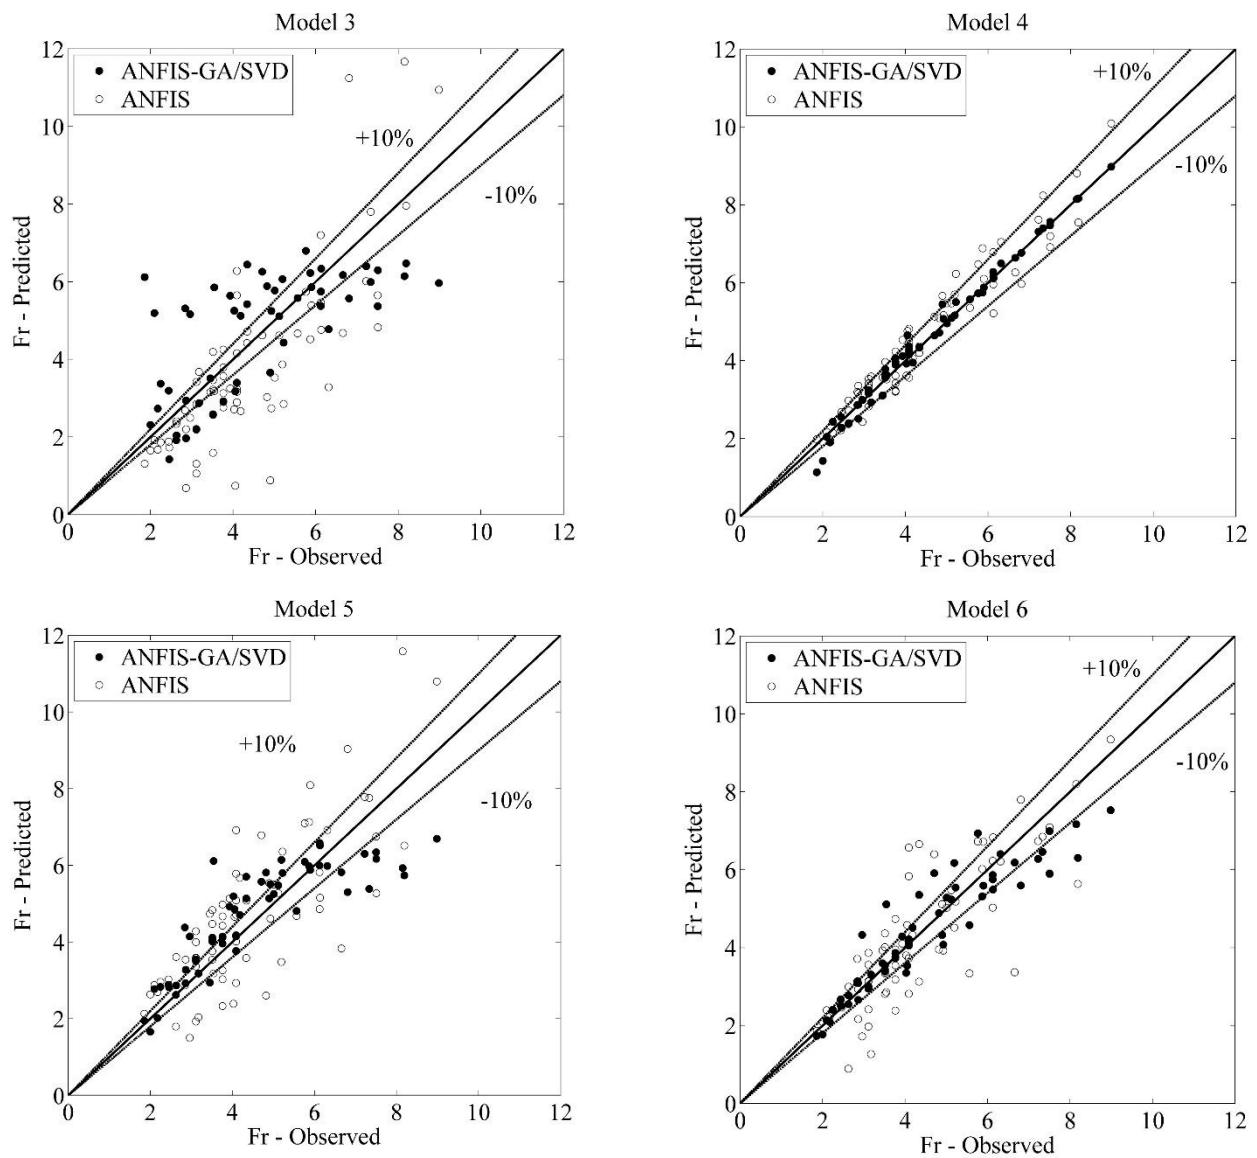 Model 3
12
10
8
6
4
2
0
Fr - Predicted
ANFIS-GA/SVD
ANFIS
+10%
-10%
0 2 4 6 8 10 12
Fr - Observed
Model 4
12
10
8
6
4
2
0
Fr - Predicted
ANFIS-GA/SVD
ANFIS
+10%
-10%
0 2 4 6 8 10 12
Fr - Observed
Model 5
12
10
8
6
4
2
0
Fr - Predicted
ANFIS-GA/SVD
ANFIS
+10%
-10%
0 2 4 6 8 10 12
Fr - Observed
Model 6
12
10
8
6
4
2
0
Fr - Predicted
ANFIS-GA/SVD
ANFIS
+10%
-10%
0 2 4 6 8 10 12
Fr - Observed